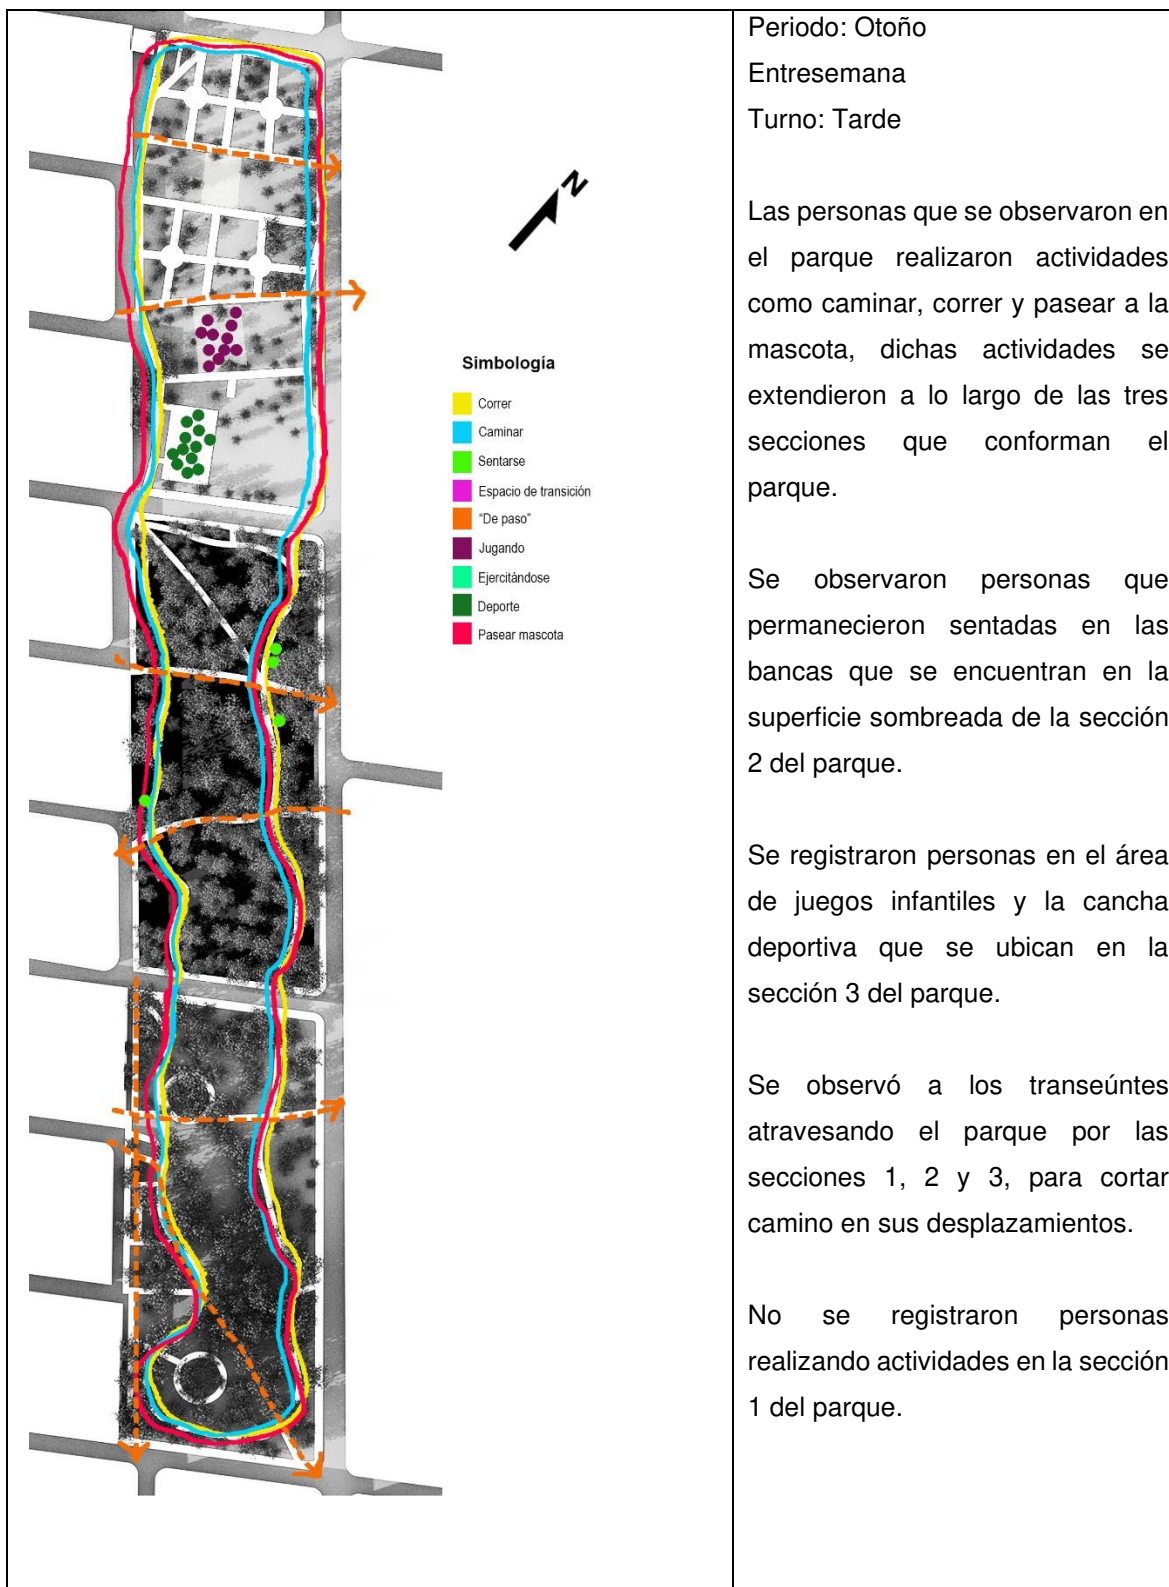 N
Simbología
Correr
Caminar
Sentarse
Espacio de transición
"De paso"
Jugando
Ejercitándose
Deporte
Pasear mascota
Periodo: Otoño
Entresemana
Turno: Tarde
Las personas que se observaron en
el parque realizaron actividades
como caminar, correr y pasear a la
mascota, dichas actividades se
extendieron a lo largo de las tres
secciones que conforman el
parque.
Se observaron personas que
permanecieron sentadas en las
bancas que se encuentran en la
superficie sombreada de la sección
2 del parque.
Se registraron personas en el área
de juegos infantiles y la cancha
deportiva que se ubican en la
sección 3 del parque.
Se observó a los transeúntes
atravesando el parque por las
secciones 1, 2 y 3, para cortar
camino en sus desplazamientos.
No se registraron personas
realizando actividades en la sección
1 del parque.